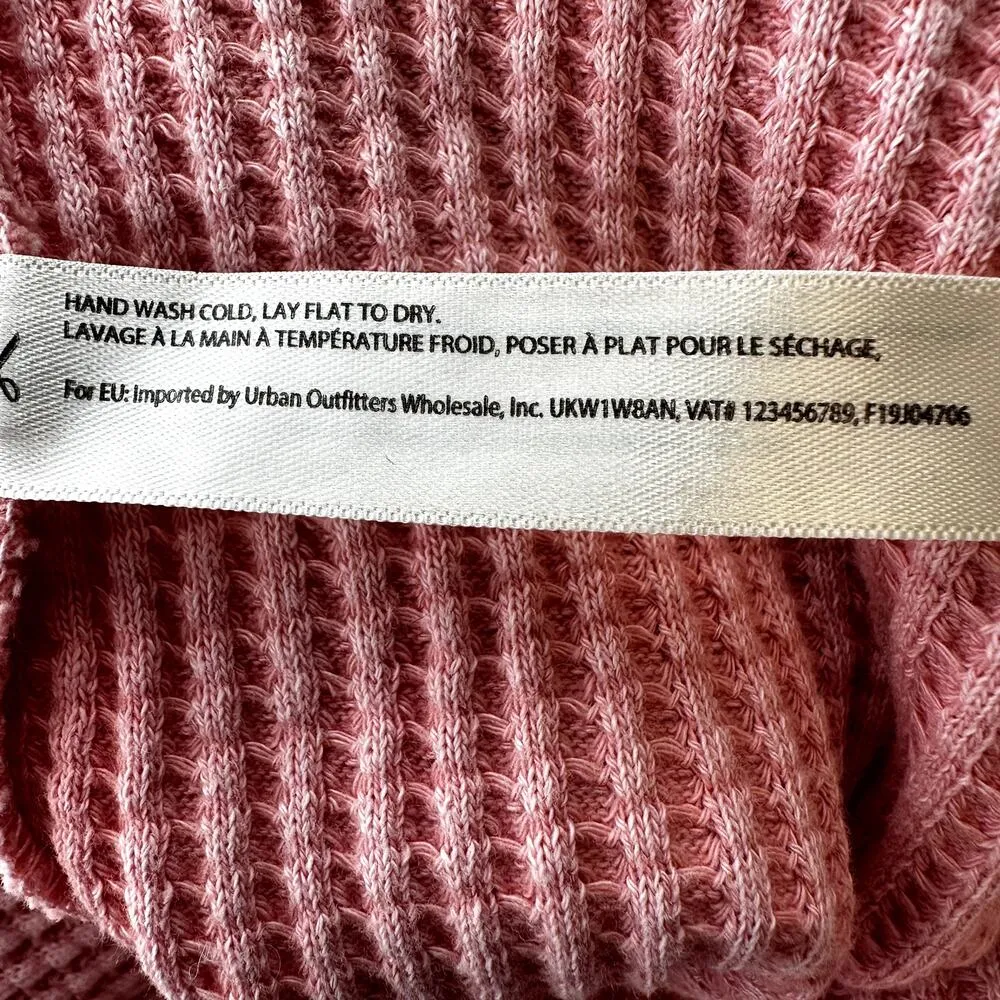 HAND WASH COLD, LAY FLAT TO DRY.
LAVAGE À LA MAIN À TEMPÉRATURE FROID, POSER À PLAT POUR LE SÉCHAGE,
For EU: Imported by Urban Outfitters Wholesale, Inc. UKW1W8AN, VAT# 123456789, F19J04706